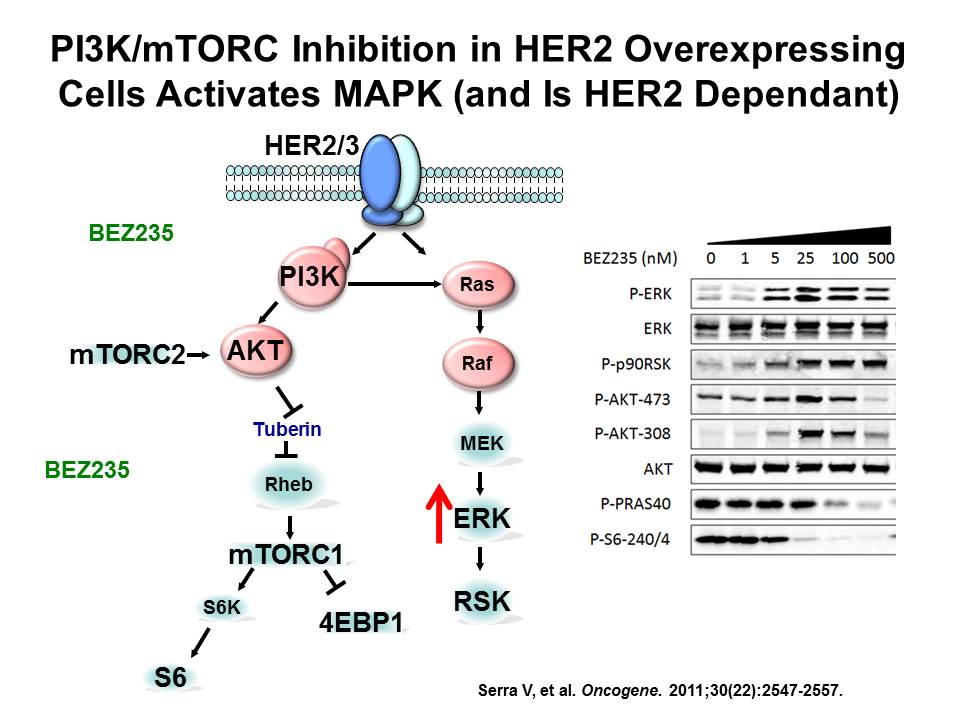 PI3K/mTORC Inhibition in HER2 Overexpressing
Cells Activates MAPK (and Is HER2 Dependant)
HER2/3
BEZ235
PI3K
Ras
mTORC2
AKT
Raf
Tuberin
MEK
BEZ235
Rheb
ERK
mTORC1
S6K
4EBP1
RSK
S6
BEZ235 (nM) 0 1 5 25 100 500
P-ERK
ERK
P-p90RSK
P-AKT-473
P-AKT-308
AKT
P-PRAS40
P-S6-240/4
Serra V, et al. Oncogene. 2011;30(22):2547-2557.